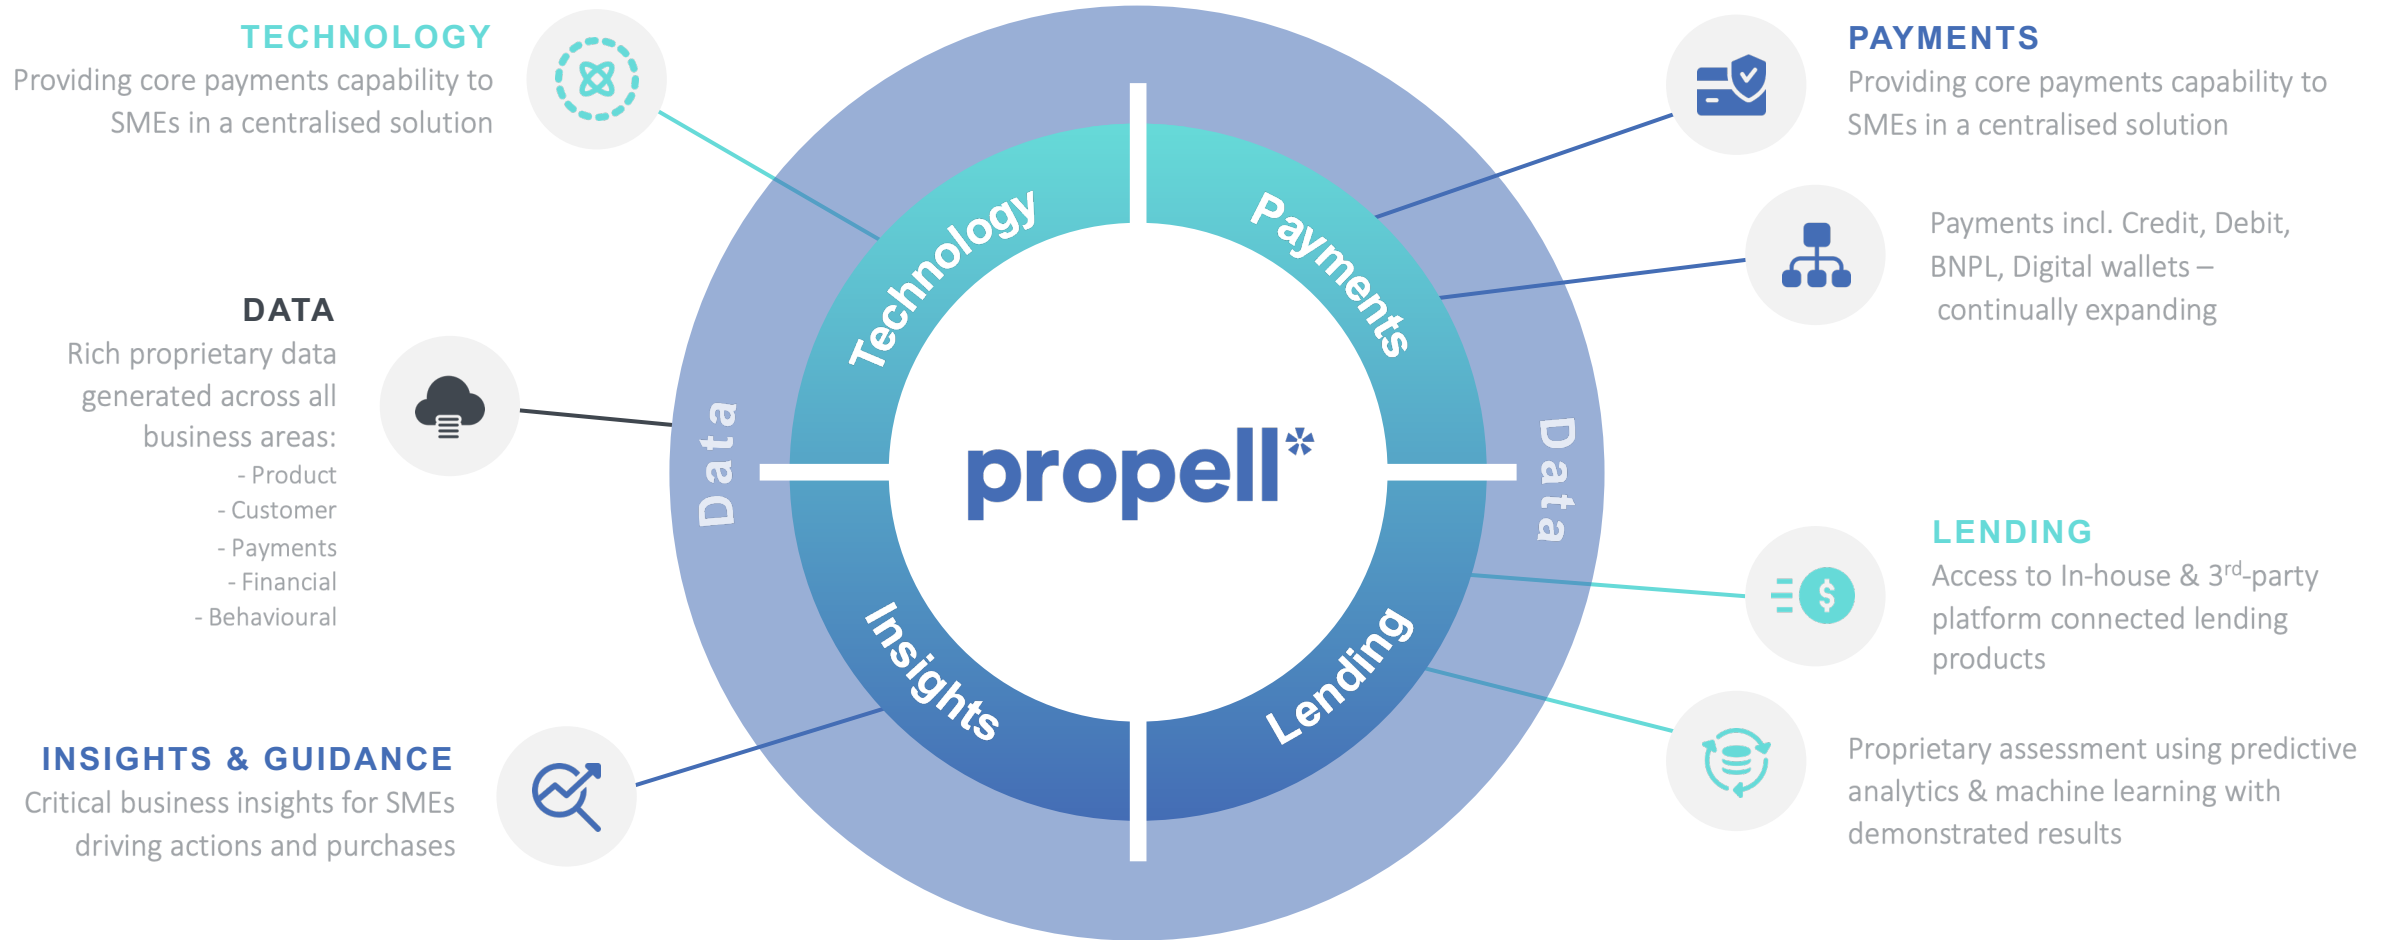 TECHNOLOGY
Providing core payments capability to
SMEs in a centralised solution
DATA
Rich proprietary data
generated across all
business areas:
- Product
- Customer
- Payments
- Financial
- Behavioural
INSIGHTS & GUIDANCE
Critical business insights for SMEs
driving actions and purchases
Technology
Payments
Data
propell*
Data
Insights
Lending
PAYMENTS
Providing core payments capability to
SMEs in a centralised solution
Payments incl. Credit, Debit,
BNPL, Digital wallets –
continually expanding
LENDING
Access to In-house & 3rd-party
platform connected lending
products
Proprietary assessment using predictive
analytics & machine learning with
demonstrated results